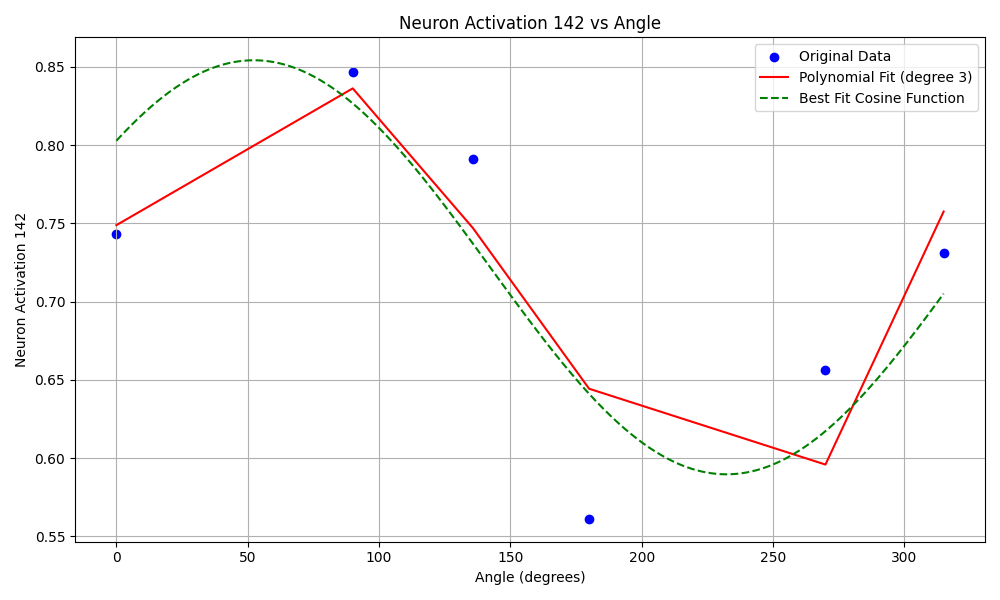 Neuron Activation 142 vs Angle
Original Data
Polynomial Fit (degree 3)
Best Fit Cosine Function
Neuron Activation 142
0.85
0.80
0.75
0.70
0.65
0.60
0.55
0 50 100 150 200 250 300
Angle (degrees)